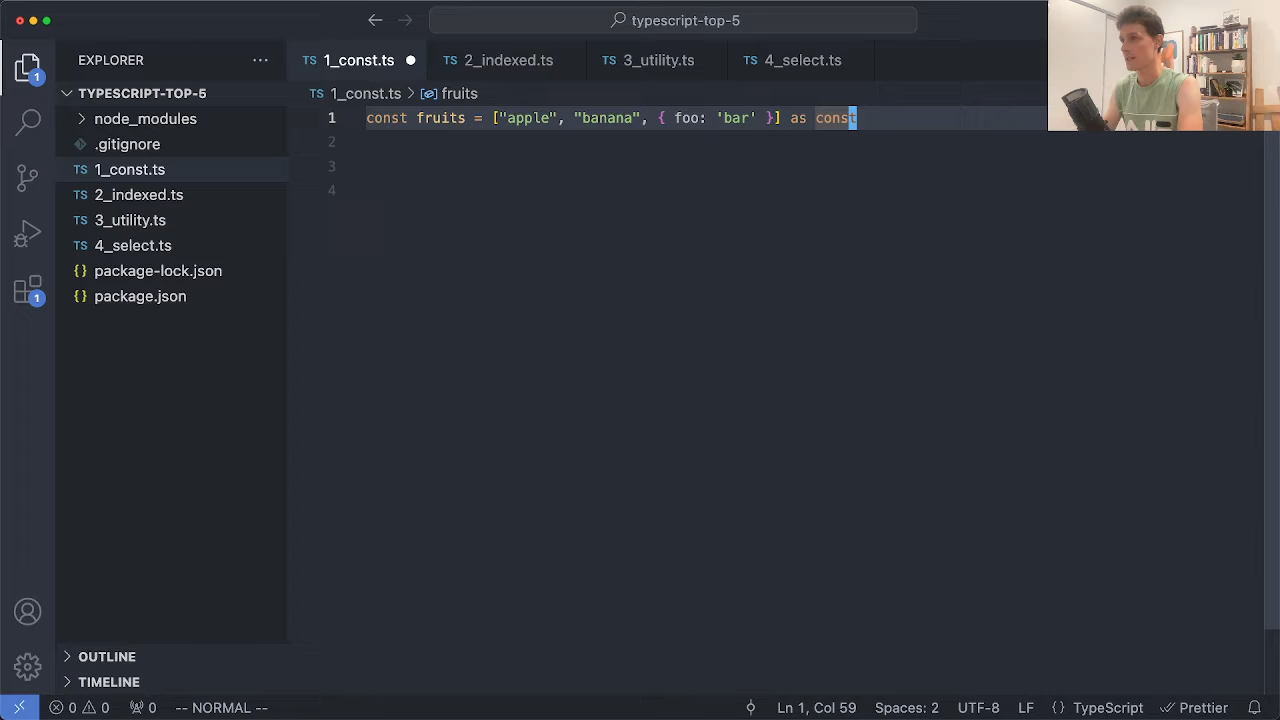 typescript-top-5
EXPLORER
TS 1_const.ts
TS 2_indexed.ts
TS 3_utility.ts
TS 4_select.ts
1
TYPESCRIPT-TOP-5
TS 1_const.ts > fruits
node_modules
1 const fruits = ["apple", "banana", { foo: 'bar' }] as const
.gitignore
2
TS 1_const.ts
3
TS 2_indexed.ts
4
TS 3_utility.ts
TS 4_select.ts
{} package-lock.json
1
{} package.json
OUTLINE
TIMELINE
0 0 0 -- NORMAL -- Ln 1, Col 59 Spaces: 2 UTF-8 LF {} TypeScript Prettier